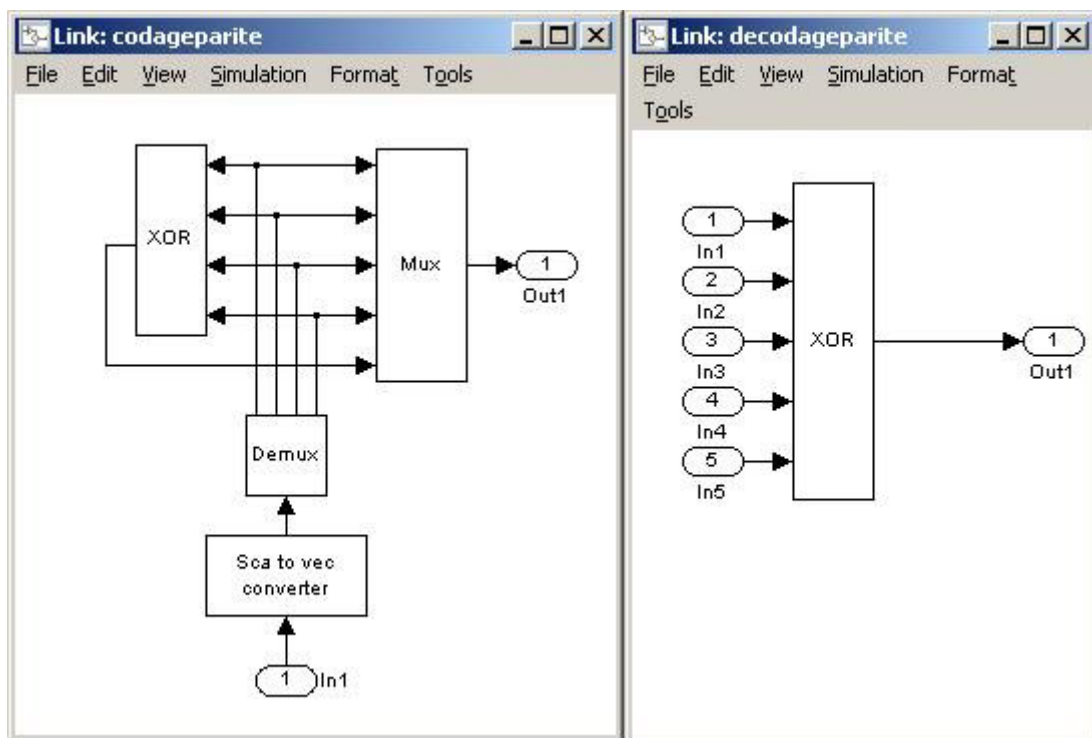 Link: codageparite
File Edit View Simulation Format Tools
XOR
Mux
1
Out1
Demux
Sca to vec
converter
1
In1
Link: decodageparite
File Edit View Simulation Format
Tools
1
In1
2
In2
3
In3
4
In4
5
In5
XOR
1
Out1